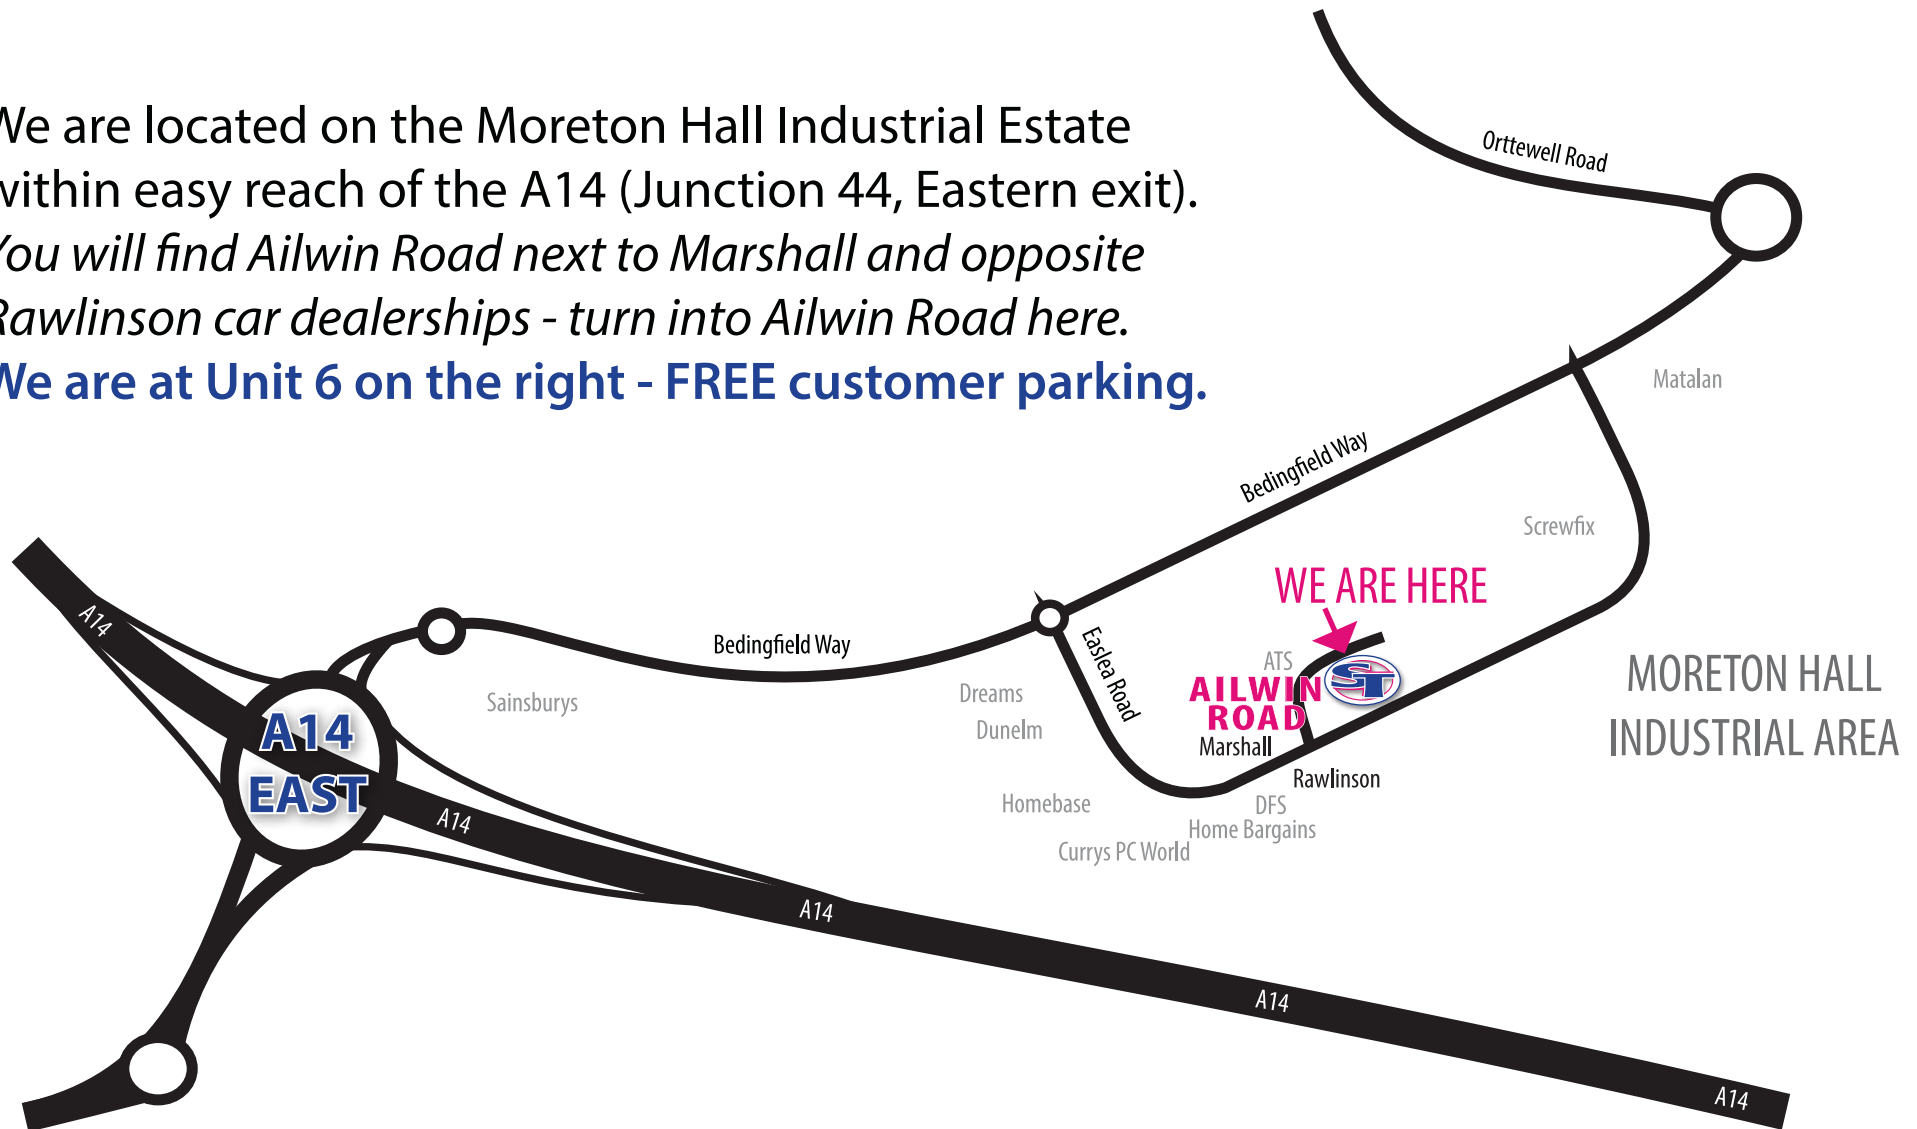 We are located on the Moreton Hall Industrial Estate
within easy reach of the A14 (Junction 44, Eastern exit).
You will find Ailwin Road next to Marshall and opposite
Rawlinson car dealerships - turn into Ailwin Road here.
We are at Unit 6 on the right - FREE customer parking.
Orttewell Road
Matalan
Bedingfield Way
Screwfix
WE ARE HERE
A14
Bedingfield Way
Easlea Road
ATS
ST
AILWIN
ROAD
Marshall
Rawlinson
MORETON HALL
INDUSTRIAL AREA
Sainsburys
Dreams
Dunelm
A14
EAST
A14
Homebase
DFS
Home Bargains
Currys PC World
A14
A14
A14